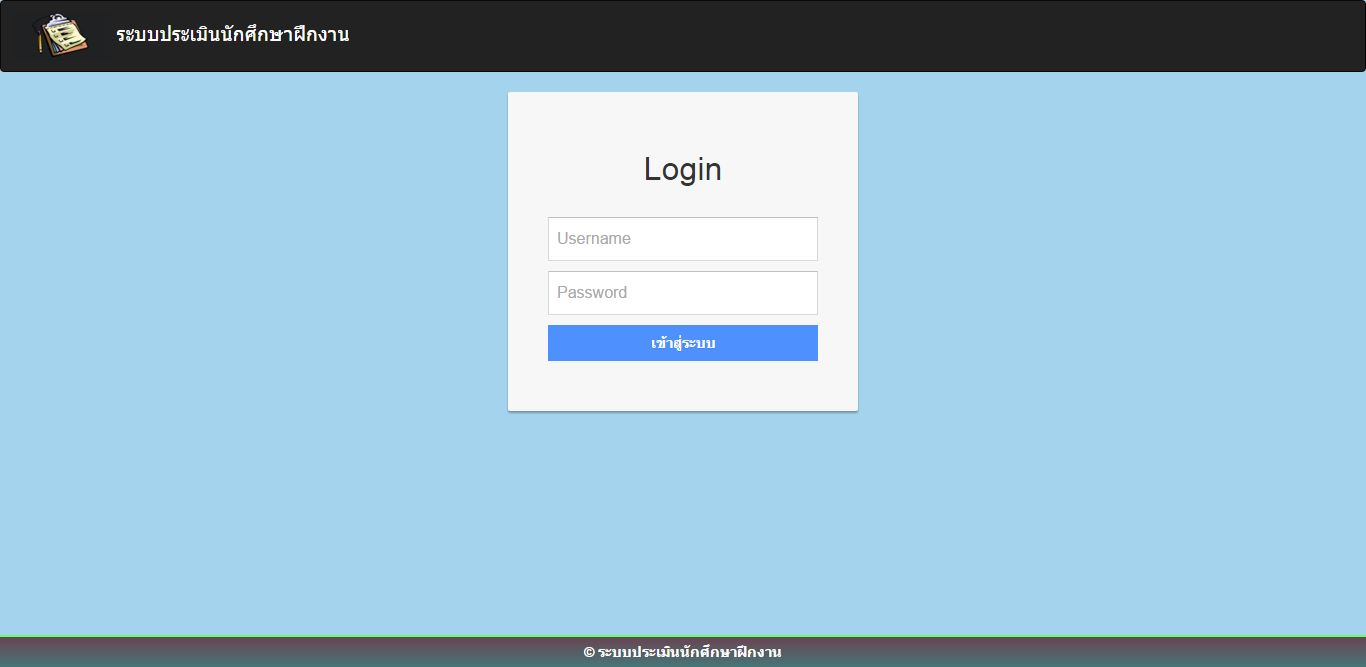 ระบบประเมินนักศึกษาฝึกงาน
Login
Username
Password
เข้าสู่ระบบ
© ระบบประเมินนักศึกษาฝึกงาน